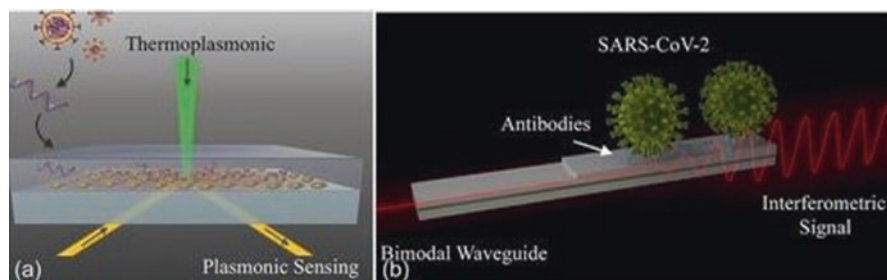 Thermoplasmonic
Plasmonic Sensing
(a)
SARS-CoV-2
Antibodies
Interferometric
Signal
Bimodal Waveguide
(b)